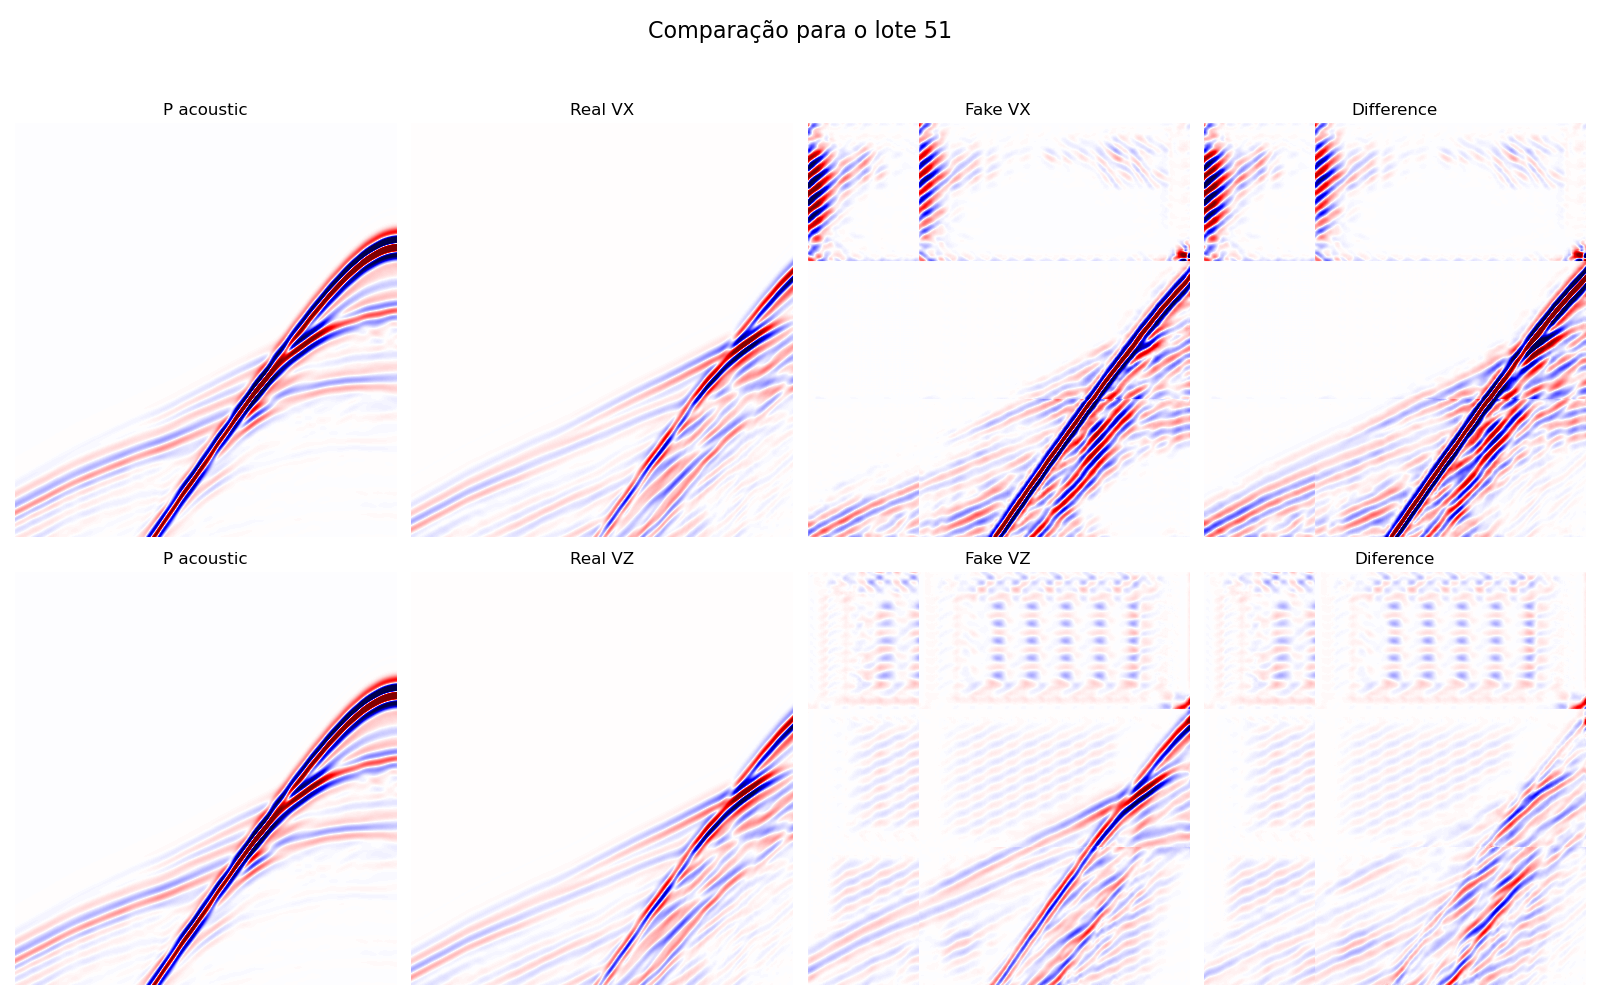 Comparação para o lote 51
P acoustic
Real VX
Fake VX
Difference
P acoustic
Real VZ
Fake VZ
Diference